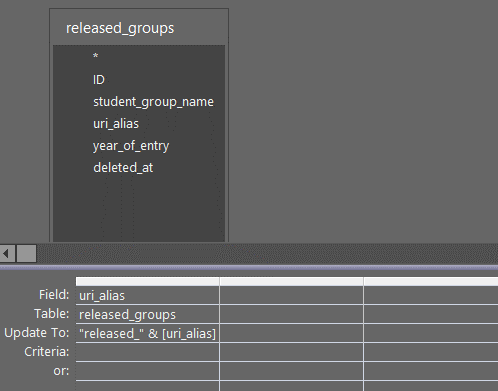 released_groups
*
ID
student_group_name
uri_alias
year_of_entry
deleted_at
Field: uri_alias
Table: released_groups
Update To: "released_" & [uri_alias]
Criteria:
or: